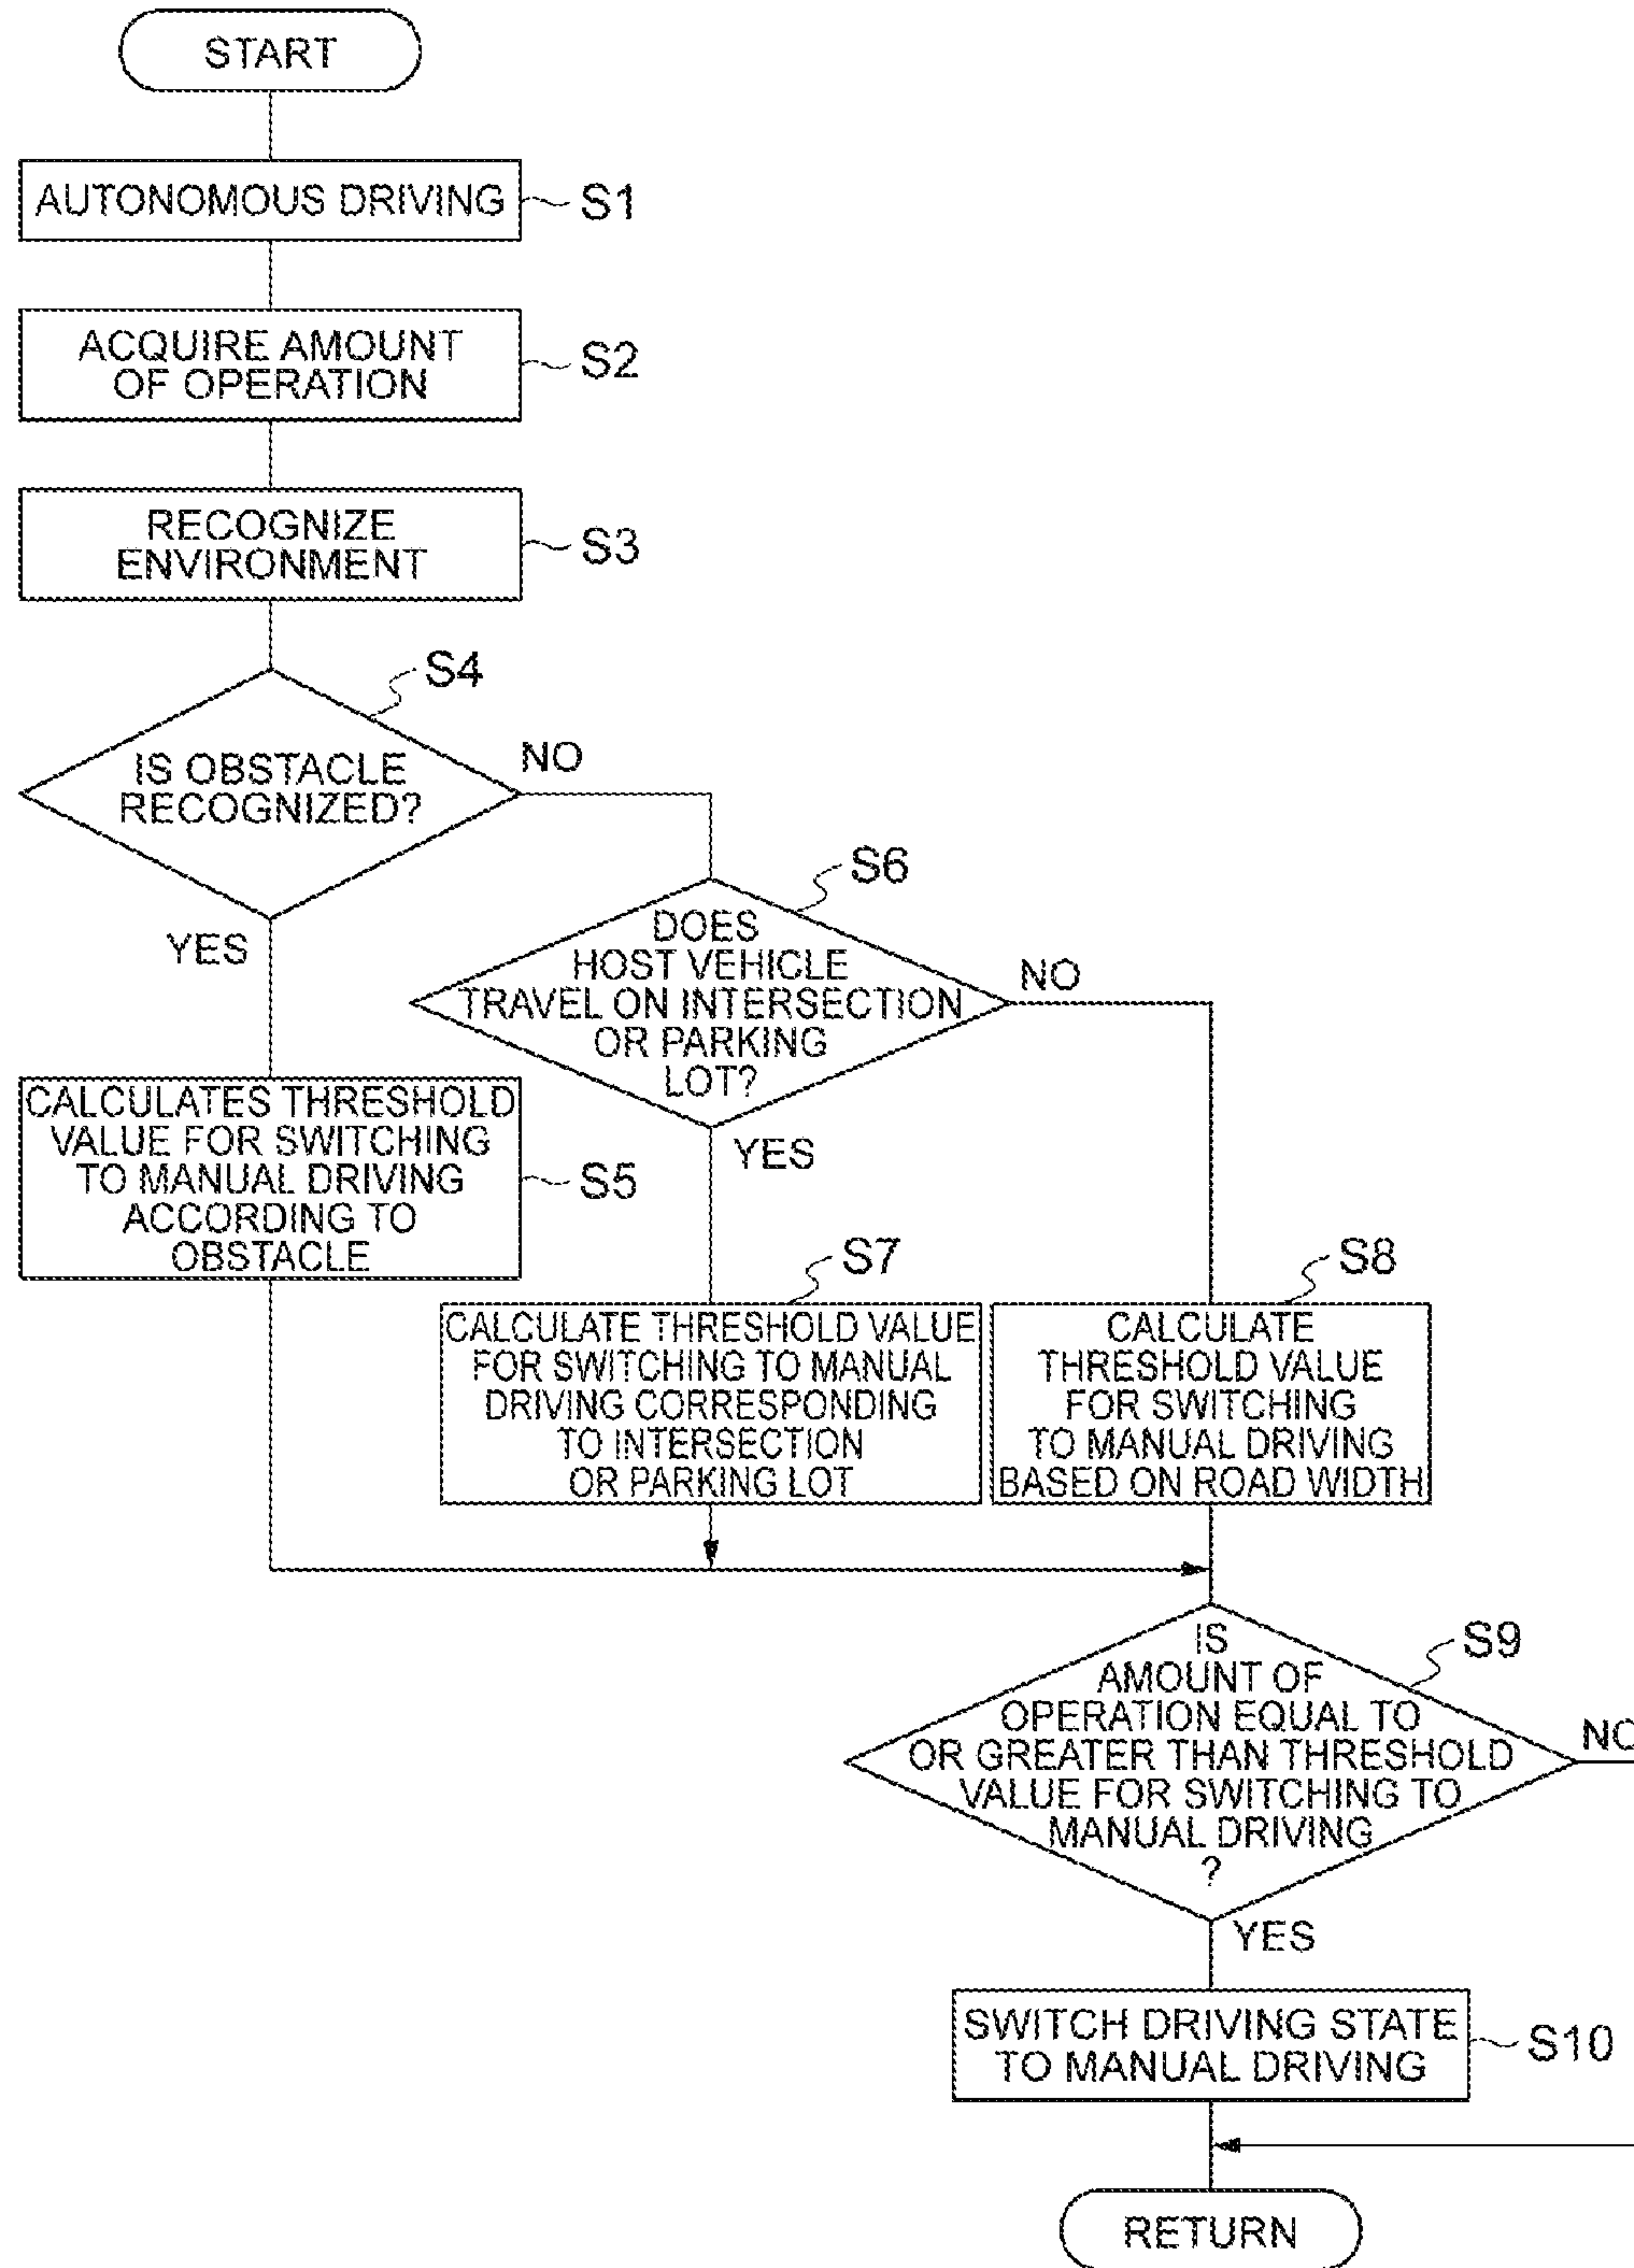 START
AUTONOMOUS DRIVING
S1
ACQUIRE AMOUNT
OF OPERATION
S2
RECOGNIZE
ENVIRONMENT
S3
S4
IS OBSTACLE
RECOGNIZED?
NO
YES
S6
DOES
HOST VEHICLE
TRAVEL ON INTERSECTION
OR PARKING
LOT?
NO
YES
CALCULATES THRESHOLD
VALUE FOR SWITCHING
TO MANUAL DRIVING
ACCORDING TO
OBSTACLE
S5
S7
CALCULATE THRESHOLD VALUE
FOR SWITCHING TO MANUAL
DRIVING CORRESPONDING
TO INTERSECTION
OR PARKING LOT
S8
CALCULATE
THRESHOLD VALUE
FOR SWITCHING
TO MANUAL DRIVING
BASED ON ROAD WIDTH
S9
IS
AMOUNT OF
OPERATION EQUAL TO
OR GREATER THAN THRESHOLD
VALUE FOR SWITCHING TO
MANUAL DRIVING
?
NO
YES
SWITCH DRIVING STATE
TO MANUAL DRIVING
S10
RETURN